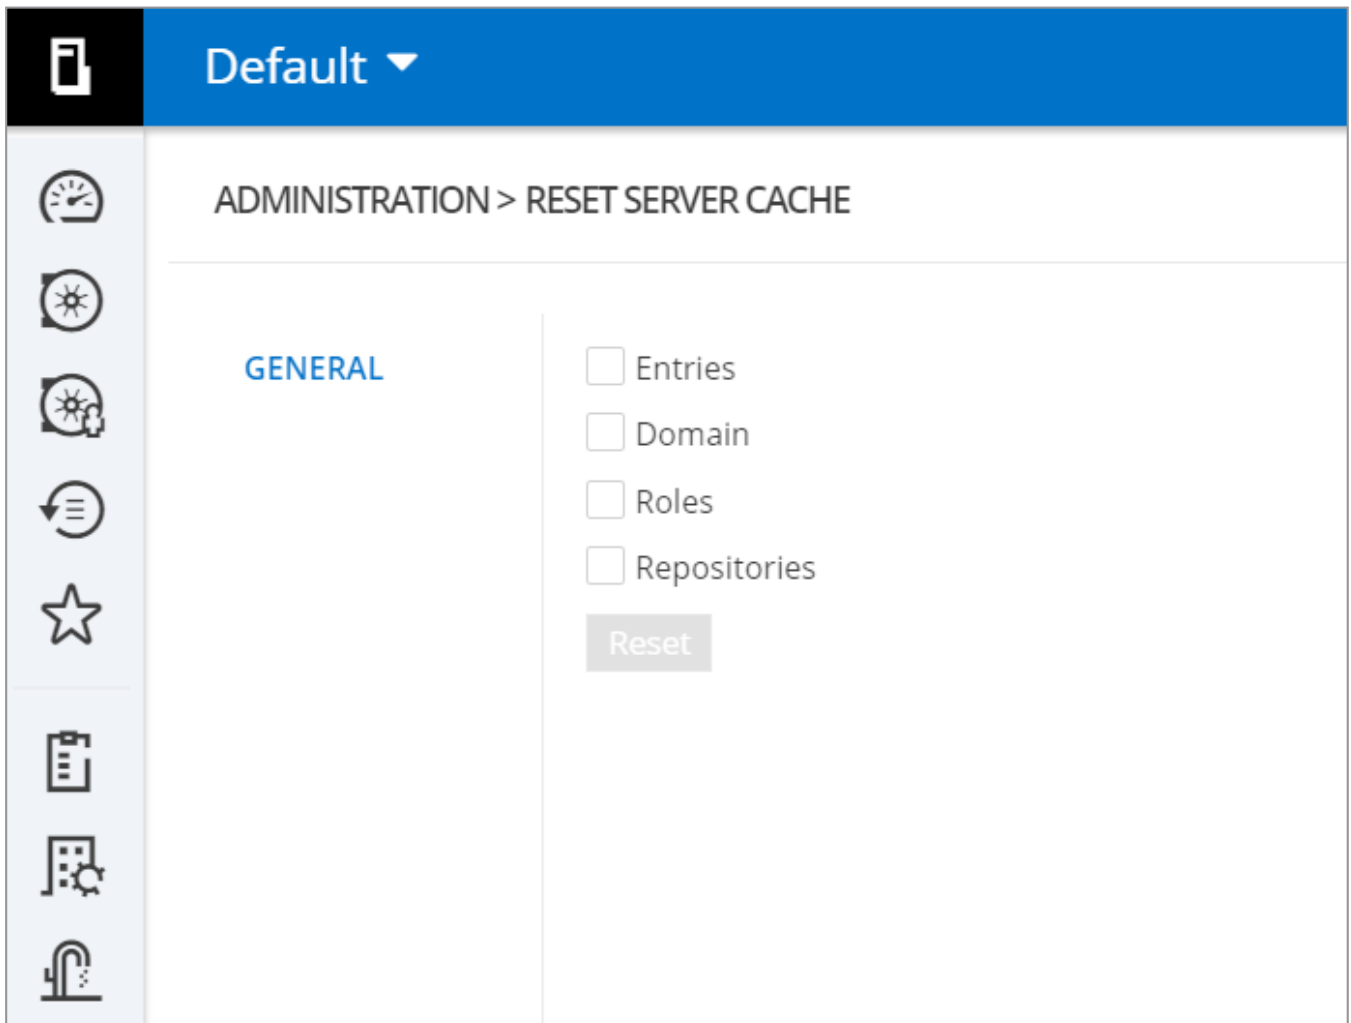 Default
ADMINISTRATION > RESET SERVER CACHE
GENERAL
Entries
Domain
Roles
Repositories
Reset